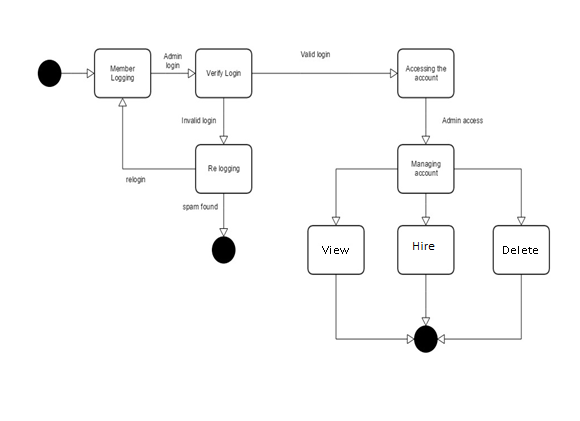 Member
Logging
Admin
login
Verify Login
Valid login
Accessing the
account
Invalid login
Admin access
Re logging
Managing
account
relogin
spam found
View
Hire
Delete